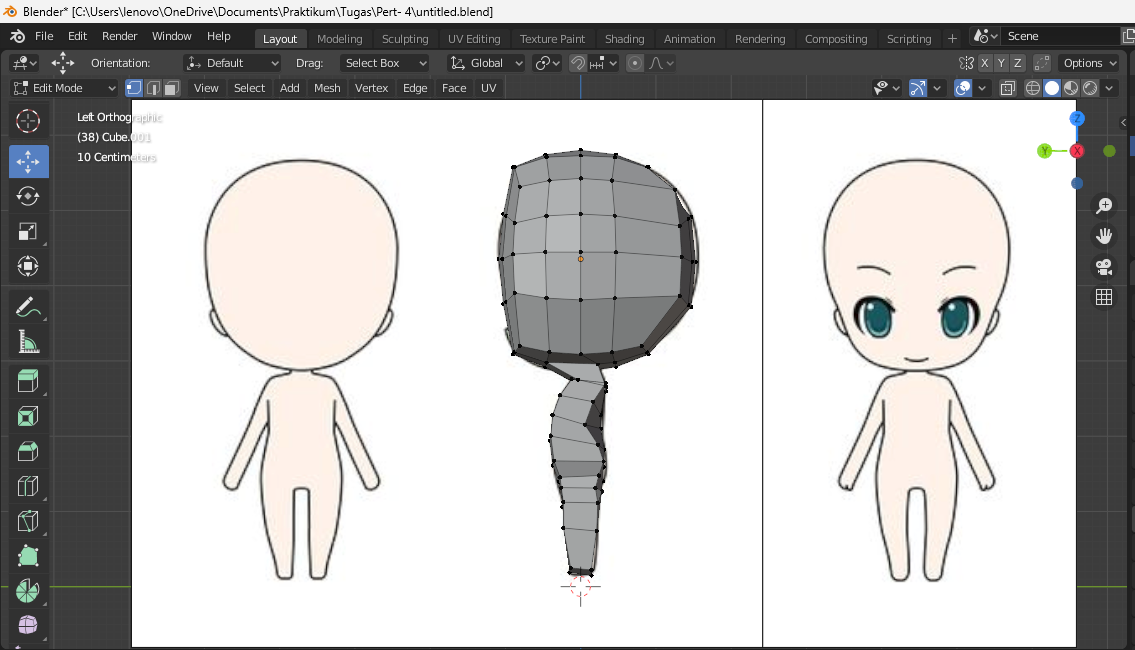 Blender* [C:\Users\lenovo\OneDrive\Documents\Praktikum\Tugas\Pert- 4\untitled.blend]
File Edit Render Window Help Layout Modeling Sculpting UV Editing Texture Paint Shading Animation Rendering Compositing Scripting + Scene
Orientation: Default Drag: Select Box Global X Y Z Options
Edit Mode View Select Add Mesh Vertex Edge Face UV
Left Orthographic
(38) Cube.001
10 Centimeters
Z
Y X